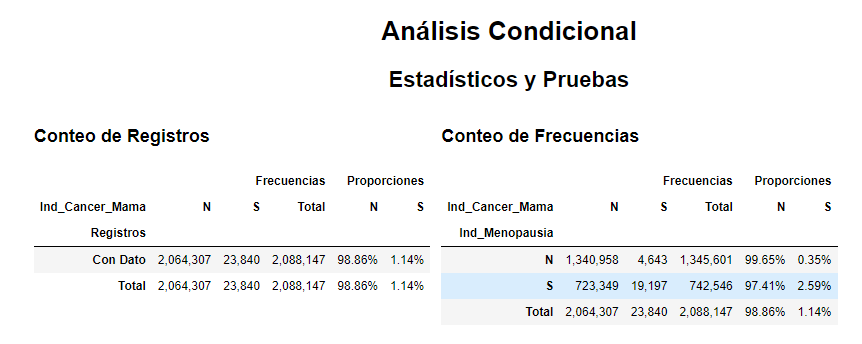 Análisis Condicional
Estadísticos y Pruebas
Conteo de Registros
Frecuencias Proporciones
Ind_Cancer_Mama N S Total N S
Registros
Con Dato 2,064,307 23,840 2,088,147 98.86% 1.14%
Total 2,064,307 23,840 2,088,147 98.86% 1.14%
Conteo de Frecuencias
Frecuencias Proporciones
Ind_Cancer_Mama N S Total N S
Ind_Menopausia
N 1,340,958 4,643 1,345,601 99.65% 0.35%
S 723,349 19,197 742,546 97.41% 2.59%
Total 2,064,307 23,840 2,088,147 98.86% 1.14%